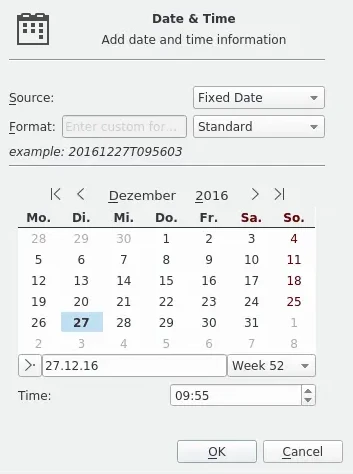 Date & Time
Add date and time information
Source: Fixed Date
Format: Enter custom for... Standard
example: 20161227T095603
Dezember 2016
Mo. Di. Mi. Do. Fr. Sa. So.
28 29 30 1 2 3 4
5 6 7 8 9 10 11
12 13 14 15 16 17 18
19 20 21 22 23 24 25
26 27 28 29 30 31 1
2 3 4 5 6 7 8
27.12.16 Week 52
Time: 09:55
OK Cancel